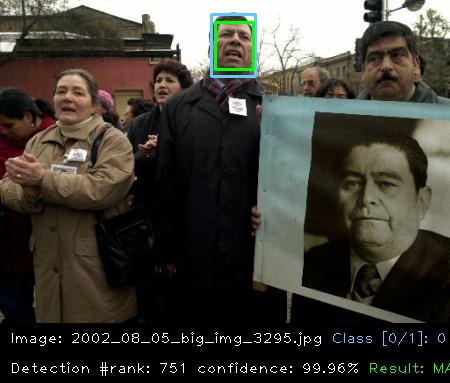 Image: 2002_08_05_big_img_3295.jpg Class [0/1]: 0
Detection #rank: 751 confidence: 99.96% Result: MA